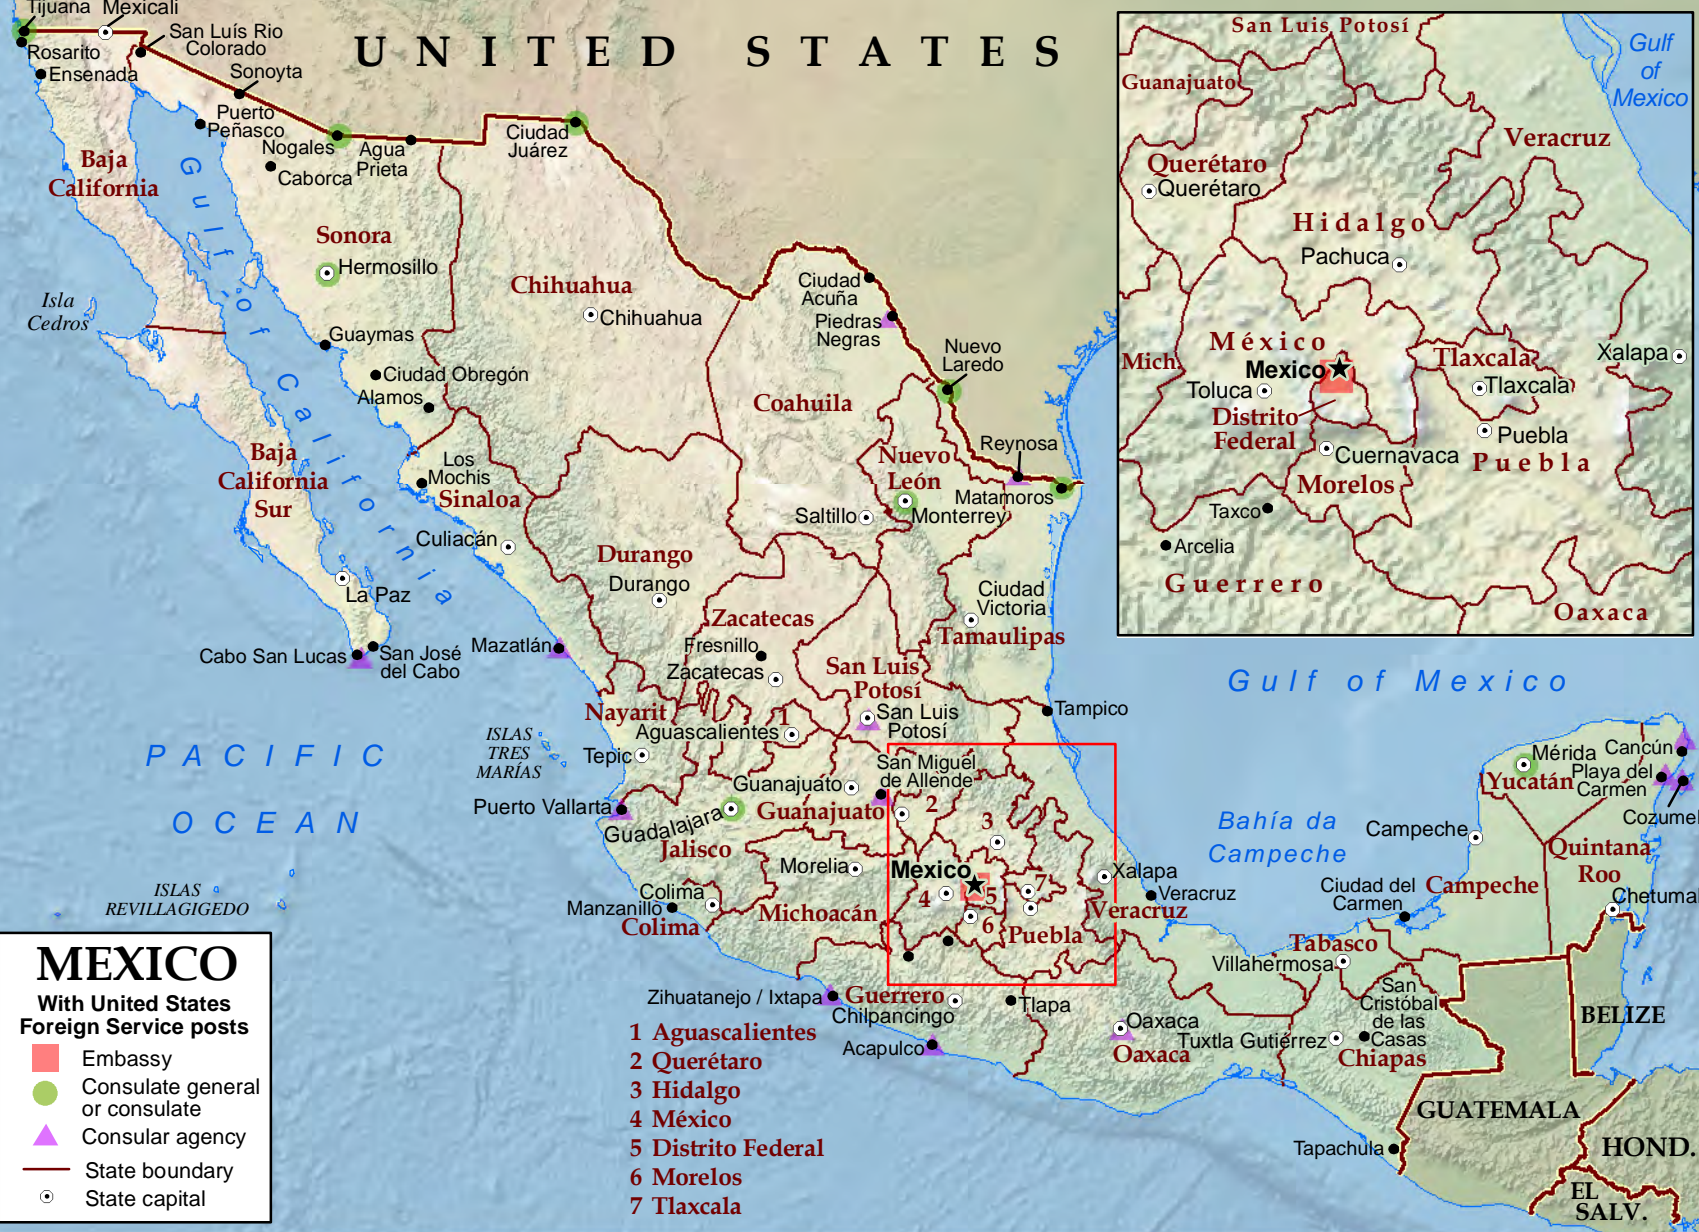 Tijuana
Mexicali
San Luís Rio
Colorado
Rosarito
Ensenada
Sonoyta
UNITED STATES
Puerto
Peñasco
Nogales
Agua
Prieta
Caborca
Ciudad
Juárez
Baja
California
Gulf of California
Sonora
Hermosillo
Chihuahua
Chihuahua
Isla
Cedros
Guaymas
Ciudad Obregón
Alamos
Ciudad
Acuña
Piedras
Negras
Nuevo
Laredo
Coahuila
Reynosa
Nuevo
León
Matamoros
Monterrey
Saltillo
Baja
California
Sur
Los
Mochis
Sinaloa
Culiacán
La Paz
Cabo San Lucas
San José
del Cabo
Mazatlán
Durango
Durango
Zacatecas
Fresnillo
Zacatecas
Ciudad
Victoria
Tamaulipas
San Luis
Potosí
San Luis
Potosí
Tampico
Nayarit
Aguascalientes
1
Tepic
ISLAS
TRES
MARÍAS
PACIFIC
OCEAN
Puerto Vallarta
Guadalajara
Jalisco
Guanajuato
Guanajuato
San Miguel
de Allende
2
3
Mexico
4
5
6
7
Xalapa
Veracruz
Veracruz
Puebla
Morelia
Michoacán
Colima
Manzanillo
Colima
ISLAS
REVILLAGIGEDO
Zihuatanejo / Ixtapa
Guerrero
Chilpancingo
Acapulco
Tlapa
Oaxaca
Oaxaca
Gulf of Mexico
Bahía da
Campeche
Mérida
Yucatán
Cancún
Playa del
Carmen
Cozumel
Campeche
Quintana
Roo
Chetumal
Ciudad del
Carmen
Campeche
Tabasco
Villahermosa
San
Cristóbal
de las
Casas
Tuxtla Gutiérrez
Chiapas
Tapachula
BELIZE
GUATEMALA
HOND.
EL
SALV.
San Luis Potosí
Gulf
of
Mexico
Guanajuato
Veracruz
Querétaro
Querétaro
Hidalgo
Pachuca
México
Mexico
Mich.
Toluca
Distrito
Federal
Tlaxcala
Tlaxcala
Xalapa
Puebla
Puebla
Cuernavaca
Morelos
Taxco
Arcelia
Guerrero
Oaxaca
MEXICO
With United States
Foreign Service posts
Embassy
Consulate general
or consulate
Consular agency
State boundary
State capital
1 Aguascalientes
2 Querétaro
3 Hidalgo
4 México
5 Distrito Federal
6 Morelos
7 Tlaxcala